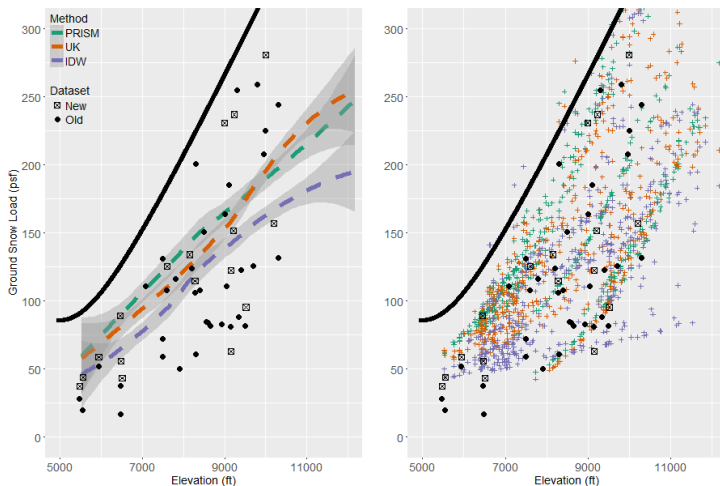 Method
PRISM
UK
IDW
Dataset
New
Old
Ground Snow Load (psf)
300
250
200
150
100
50
0
5000 7000 9000 11000
Elevation (ft)
300
250
200
150
100
50
0
5000 7000 9000 11000
Elevation (ft)